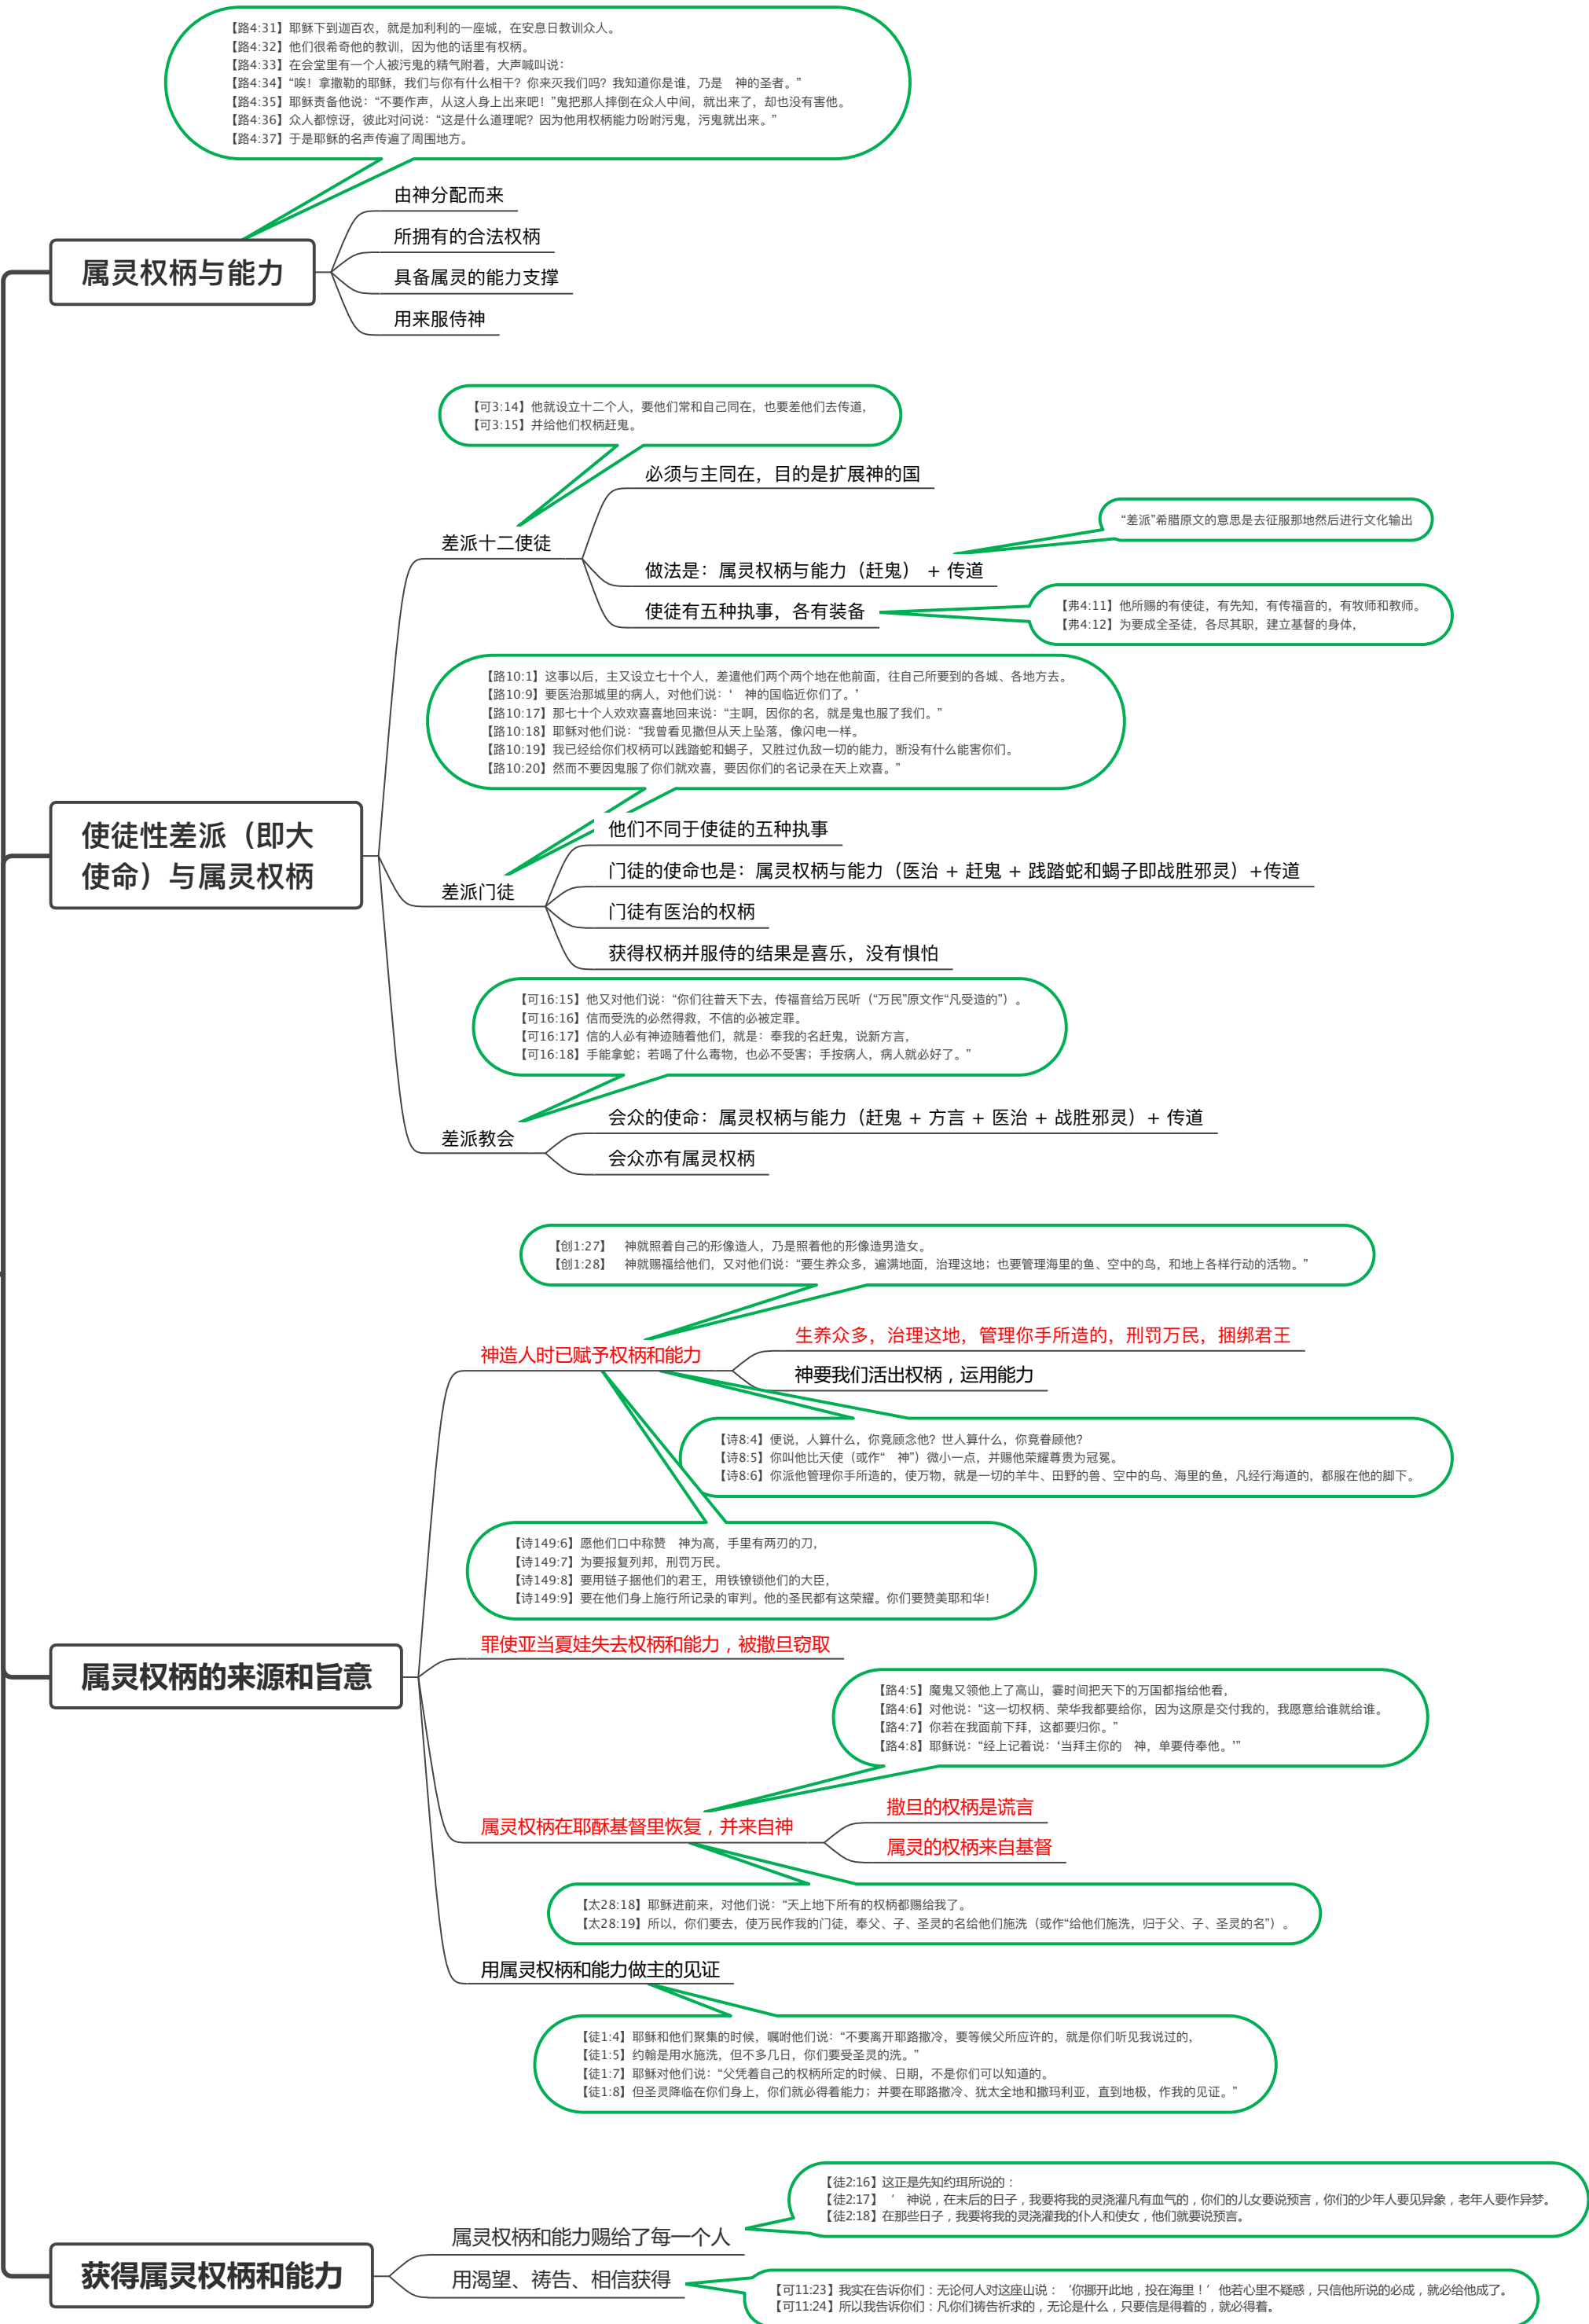 【路4:31】耶稣下到迦百农，就是加利利的一座城，在安息日教训众人。
【路4:32】他们很希奇他的教训，因为他的话里有权柄。
【路4:33】在会堂里有一个人被污鬼的精气附着，大声喊叫说：
【路4:34】“唉！拿撒勒的耶稣，我们与你有什么相干？你来灭我们吗？我知道你是谁，乃是　神的圣者。”
【路4:35】耶稣责备他说：“不要作声，从这人身上出来吧！”鬼把那人摔倒在众人中间，就出来了，却也没有害他。
【路4:36】众人都惊讶，彼此对问说：“这是什么道理呢？因为他用权柄能力吩咐污鬼，污鬼就出来。”
【路4:37】于是耶稣的名声传遍了周围地方。
属灵权柄与能力
由神分配而来
所拥有的合法权柄
具备属灵的能力支撑
用来服侍神
【可3:14】他就设立十二个人，要他们常和自己同在，也要差他们去传道，
【可3:15】并给他们权柄赶鬼。
使徒性差派（即大
使命）与属灵权柄
差派十二使徒
必须与主同在，目的是扩展神的国
“差派”希腊原文的意思是去征服那地然后进行文化输出
做法是：属灵权柄与能力（赶鬼） + 传道
使徒有五种执事，各有装备
【弗4:11】他所赐的有使徒，有先知，有传福音的，有牧师和教师。
【弗4:12】为要成全圣徒，各尽其职，建立基督的身体，
【路10:1】这事以后，主又设立七十个人，差遣他们两个两个地在他前面，往自己所要到的各城、各地方去。
【路10:9】要医治那城里的病人，对他们说：‘　神的国临近你们了。’
【路10:17】那七十个人欢欢喜喜地回来说：“主啊，因你的名，就是鬼也服了我们。”
【路10:18】耶稣对他们说：“我曾看见撒但从天上坠落，像闪电一样。
【路10:19】我已经给你们权柄可以践踏蛇和蝎子，又胜过仇敌一切的能力，断没有什么能害你们。
【路10:20】然而不要因鬼服了你们就欢喜，要因你们的名记录在天上欢喜。”
差派门徒
他们不同于使徒的五种执事
门徒的使命也是：属灵权柄与能力（医治 + 赶鬼 + 践踏蛇和蝎子即战胜邪灵）+传道
门徒有医治的权柄
获得权柄并服侍的结果是喜乐，没有惧怕
【可16:15】他又对他们说：“你们往普天下去，传福音给万民听（“万民”原文作“凡受造的”）。
【可16:16】信而受洗的必然得救，不信的必被定罪。
【可16:17】信的人必有神迹随着他们，就是：奉我的名赶鬼，说新方言，
【可16:18】手能拿蛇；若喝了什么毒物，也必不受害；手按病人，病人就必好了。”
差派教会
会众的使命：属灵权柄与能力（赶鬼 + 方言 + 医治 + 战胜邪灵）+ 传道
会众亦有属灵权柄
【创1:27】　神就照着自己的形像造人，乃是照着他的形像造男造女。
【创1:28】　神就赐福给他们，又对他们说：“要生养众多，遍满地面，治理这地；也要管理海里的鱼、空中的鸟，和地上各样行动的活物。”
属灵权柄的来源和旨意
神造人时已赋予权柄和能力
生养众多，治理这地，管理你手所造的，刑罚万民，捆绑君王
神要我们活出权柄，运用能力
【诗8:4】便说，人算什么，你竟顾念他？世人算什么，你竟眷顾他？
【诗8:5】你叫他比天使（或作“　神”）微小一点，并赐他荣耀尊贵为冠冕。
【诗8:6】你派他管理你手所造的，使万物，就是一切的羊牛、田野的兽、空中的鸟、海里的鱼，凡经行海道的，都服在他的脚下。
【诗149:6】愿他们口中称赞　神为高，手里有两刃的刀，
【诗149:7】为要报复列邦，刑罚万民。
【诗149:8】要用链子捆他们的君王，用铁镣锁他们的大臣，
【诗149:9】要在他们身上施行所记录的审判。他的圣民都有这荣耀。你们要赞美耶和华！
罪使亚当夏娃失去权柄和能力，被撒旦窃取
【路4:5】魔鬼又领他上了高山，霎时间把天下的万国都指给他看，
【路4:6】对他说：“这一切权柄、荣华我都要给你，因为这原是交付我的，我愿意给谁就给谁。
【路4:7】你若在我面前下拜，这都要归你。”
【路4:8】耶稣说：“经上记着说：‘当拜主你的　神，单要侍奉他。’”
属灵权柄在耶稣基督里恢复，并来自神
撒旦的权柄是谎言
属灵的权柄来自基督
【太28:18】耶稣进前来，对他们说：“天上地下所有的权柄都赐给我了。
【太28:19】所以，你们要去，使万民作我的门徒，奉父、子、圣灵的名给他们施洗（或作“给他们施洗，归于父、子、圣灵的名”）。
用属灵权柄和能力做主的见证
【徒1:4】耶稣和他们聚集的时候，嘱咐他们说：“不要离开耶路撒冷，要等候父所应许的，就是你们听见我说过的，
【徒1:5】约翰是用水施洗，但不多几日，你们要受圣灵的洗。”
【徒1:7】耶稣对他们说：“父凭着自己的权柄所定的时候、日期，不是你们可以知道的。
【徒1:8】但圣灵降临在你们身上，你们就必得着能力；并要在耶路撒冷、犹太全地和撒玛利亚，直到地极，作我的见证。”
获得属灵权柄和能力
【徒2:16】这正是先知约珥所说的：
【徒2:17】‘　神说，在末后的日子，我要将我的灵浇灌凡有血气的，你们的儿女要说预言，你们的少年人要见异象，老年人要作异梦。
【徒2:18】在那些日子，我要将我的灵浇灌我的仆人和使女，他们就要说预言。
属灵权柄和能力赐给了每一个人
用渴望、祷告、相信获得
【可11:23】我实在告诉你们：无论何人对这座山说：‘你挪开此地，投在海里！’他若心里不疑惑，只信他所说的必成，就必给他成了。
【可11:24】所以我告诉你们：凡你们祷告祈求的，无论是什么，只要信是得着的，就必得着。